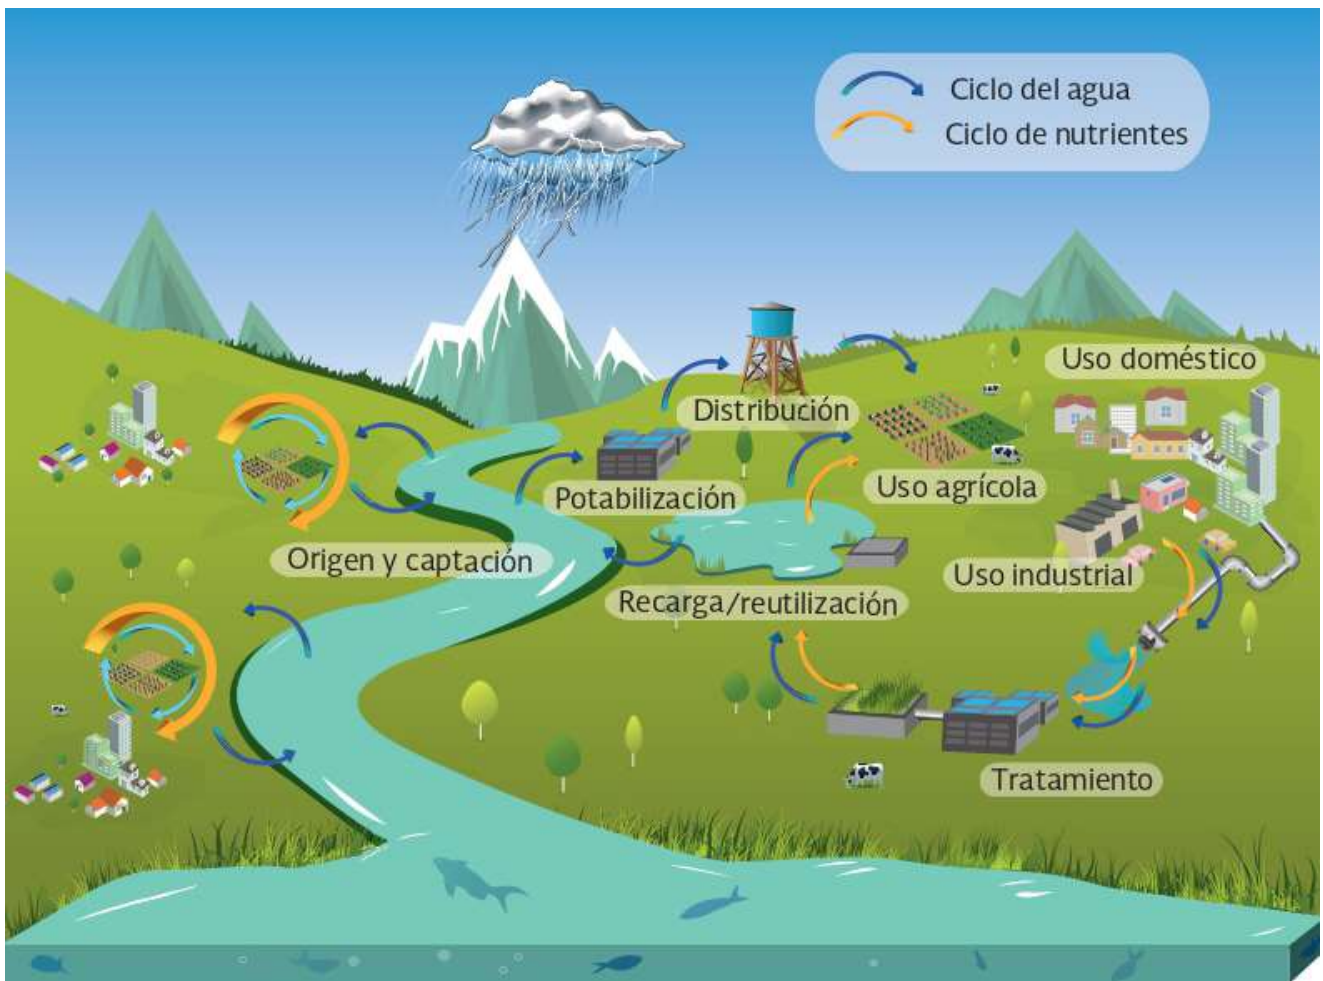 Ciclo del agua
Ciclo de nutrientes
Uso doméstico
Distribución
Uso agrícola
Potabilización
Origen y captación
Uso industrial
Recarga/reutilización
Tratamiento